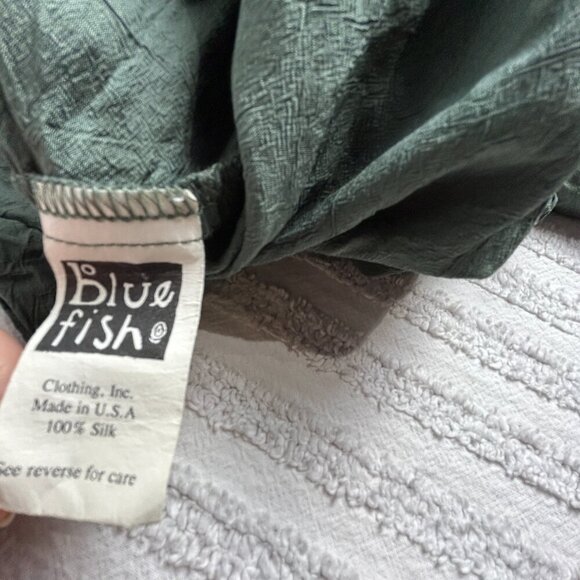 Blue
fish
Clothing, Inc.
Made in U.S.A
100% Silk
See reverse for care